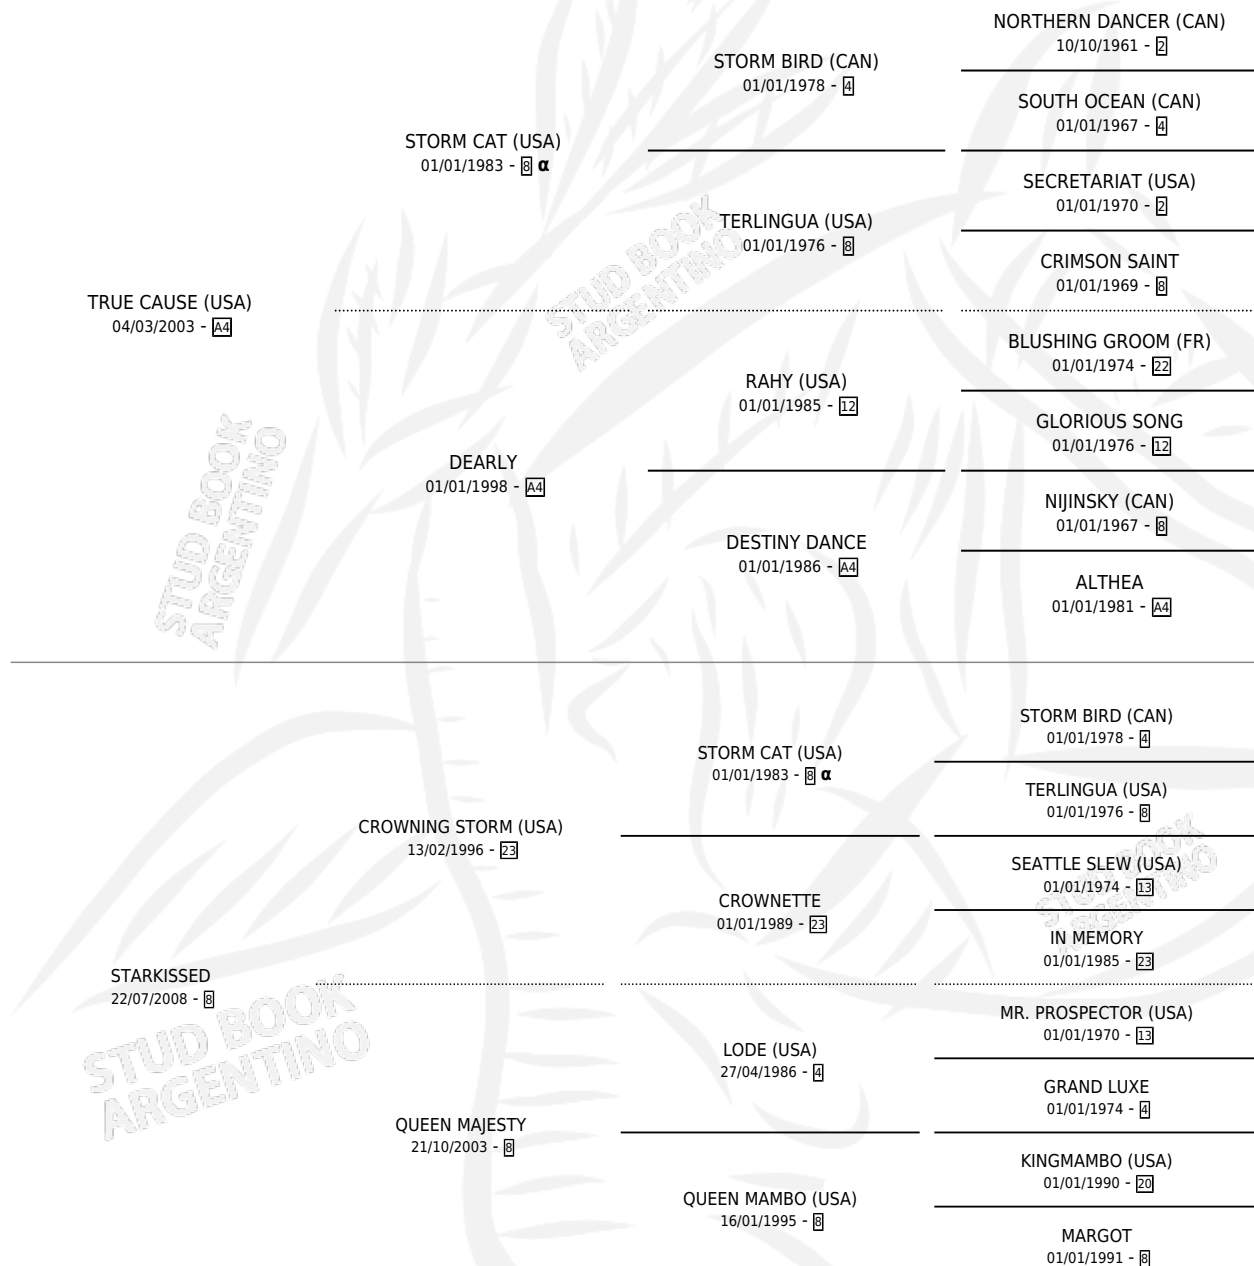 NORTHERN DANCER (CAN)
10/10/1961 - 2
STORM BIRD (CAN)
01/01/1978 - 4
SOUTH OCEAN (CAN)
01/01/1967 - 4
STORM CAT (USA)
01/01/1983 - 8 α
SECRETARIAT (USA)
01/01/1970 - 2
TERLINGUA (USA)
01/01/1976 - 8
CRIMSON SAINT
01/01/1969 - 8
TRUE CAUSE (USA)
04/03/2003 - A4
BLUSHING GROOM (FR)
01/01/1974 - 22
RAHY (USA)
01/01/1985 - 12
GLORIOUS SONG
01/01/1976 - 12
DEARLY
01/01/1998 - A4
NIJINSKY (CAN)
01/01/1967 - 8
DESTINY DANCE
01/01/1986 - A4
ALTHEA
01/01/1981 - A4
STORM BIRD (CAN)
01/01/1978 - 4
STORM CAT (USA)
01/01/1983 - 8 α
TERLINGUA (USA)
01/01/1976 - 8
CROWNING STORM (USA)
13/02/1996 - 23
SEATTLE SLEW (USA)
01/01/1974 - 13
CROWNETTE
01/01/1989 - 23
IN MEMORY
01/01/1985 - 23
STARKISSED
22/07/2008 - 8
MR. PROSPECTOR (USA)
01/01/1970 - 13
LODE (USA)
27/04/1986 - 4
GRAND LUXE
01/01/1974 - 4
QUEEN MAJESTY
21/10/2003 - 8
KINGMAMBO (USA)
01/01/1990 - 20
QUEEN MAMBO (USA)
16/01/1995 - 8
MARGOT
01/01/1991 - 8
STUD BOOK
ARGENTINO
STUD BOOK
ARGENTINO
STUD BOOK
ARGENTINO
STUD BOOK
ARGENTINO